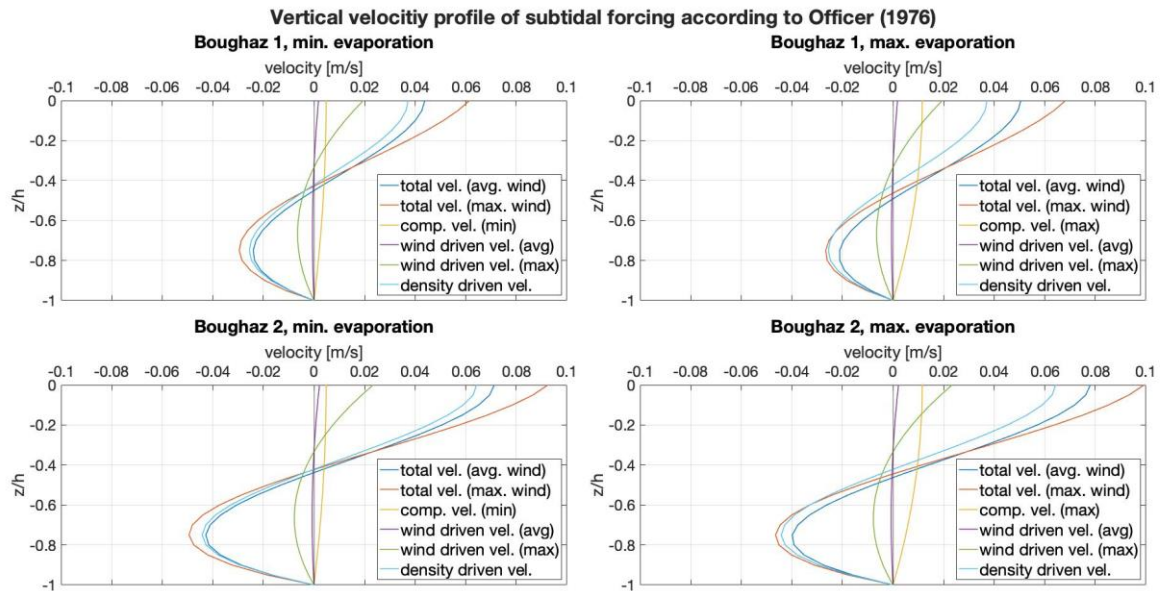 Vertical velocitiy profile of subtidal forcing according to Officer (1976)
Boughaz 1, min. evaporation
velocity [m/s]
-0.1 -0.08 -0.06 -0.04 -0.02 0 0.02 0.04 0.06 0.08 0.1
0
-0.2
-0.4
-0.6
-0.8
-1
z/h
total vel. (avg. wind)
total vel. (max. wind)
comp. vel. (min)
wind driven vel. (avg)
wind driven vel. (max)
density driven vel.
Boughaz 1, max. evaporation
velocity [m/s]
-0.1 -0.08 -0.06 -0.04 -0.02 0 0.02 0.04 0.06 0.08 0.1
0
-0.2
-0.4
-0.6
-0.8
-1
z/h
total vel. (avg. wind)
total vel. (max. wind)
comp. vel. (max)
wind driven vel. (avg)
wind driven vel. (max)
density driven vel.
Boughaz 2, min. evaporation
velocity [m/s]
-0.1 -0.08 -0.06 -0.04 -0.02 0 0.02 0.04 0.06 0.08 0.1
0
-0.2
-0.4
-0.6
-0.8
-1
z/h
total vel. (avg. wind)
total vel. (max. wind)
comp. vel. (min)
wind driven vel. (avg)
wind driven vel. (max)
density driven vel.
Boughaz 2, max. evaporation
velocity [m/s]
-0.1 -0.08 -0.06 -0.04 -0.02 0 0.02 0.04 0.06 0.08 0.1
0
-0.2
-0.4
-0.6
-0.8
-1
z/h
total vel. (avg. wind)
total vel. (max. wind)
comp. vel. (max)
wind driven vel. (avg)
wind driven vel. (max)
density driven vel.